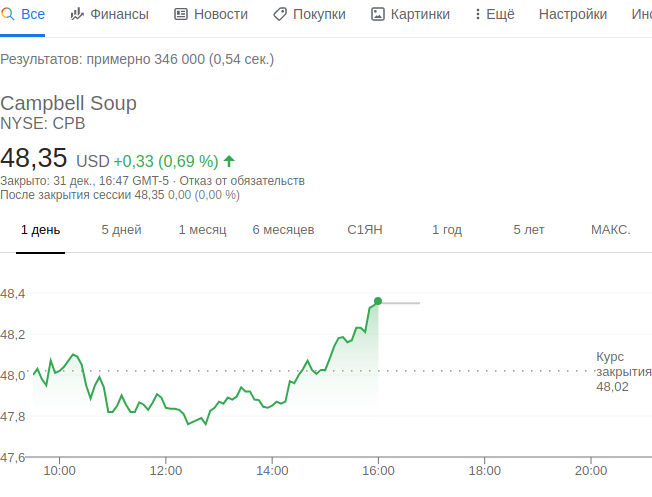 Все Финансы Новости Покупки Картинки Ещё Настройки Инс
Результатов: примерно 346 000 (0,54 сек.)
Campbell Soup
NYSE: CPB
48,35 USD +0,33 (0,69 %)
Закрыто: 31 дек., 16:47 GMT-5 · Отказ от обязательств
После закрытия сессии 48,35 0,00 (0,00 %)
1 день 5 дней 1 месяц 6 месяцев С1ЯН 1 год 5 лет МАКС.
48,4
48,2
48,0
47,8
47,6
Курс
закрытия
48,02
10:00 12:00 14:00 16:00 18:00 20:00